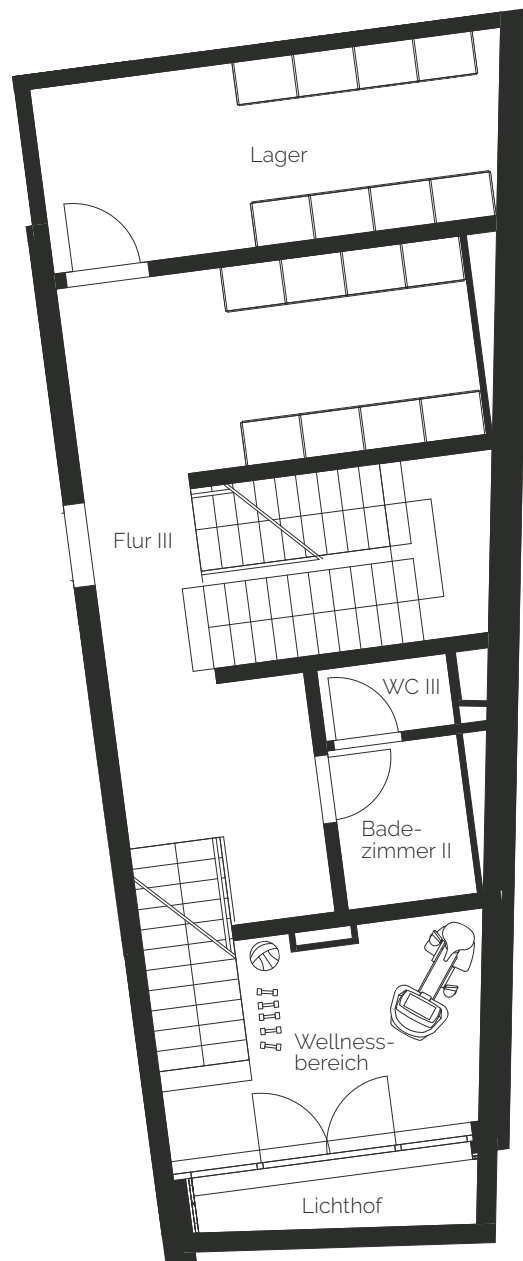 Lager
Flur III
WC III
Bade-
zimmer II
Wellness-
bereich
Lichthof